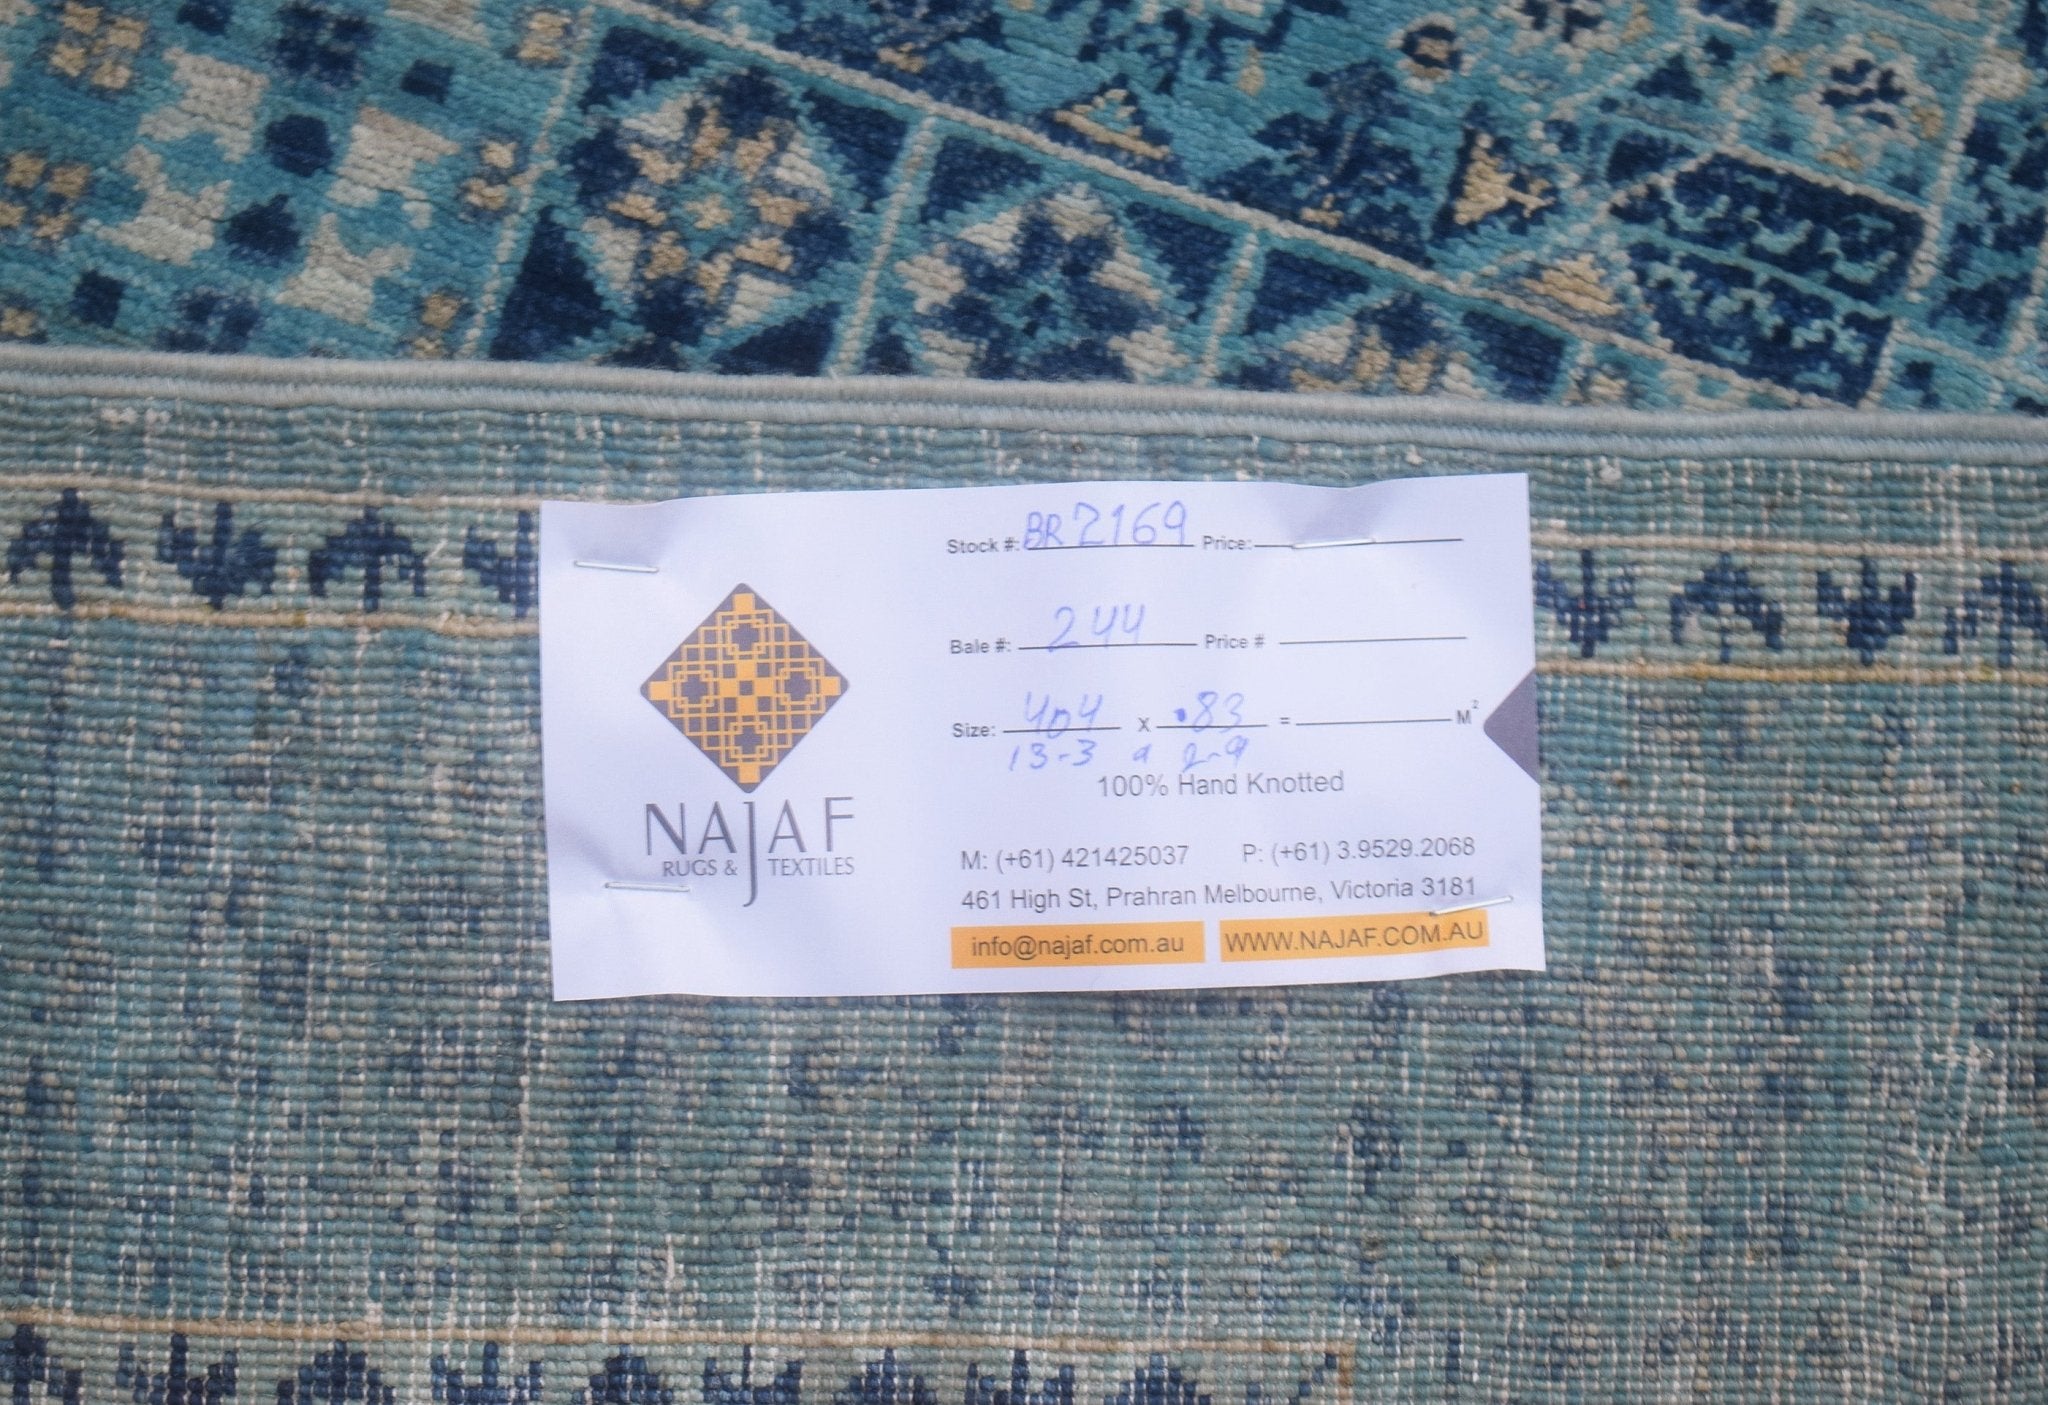 Stock #: BR2169 Price:
Bale #: 244 Price #
Size: 404 X .83 = M²
13-3 2-9
100% Hand Knotted
NAJAF
RUGS & TEXTILES
M: (+61) 421425037 P: (+61) 3.9529.2068
461 High St, Prahran Melbourne, Victoria 3181
info@najaf.com.au WWW.NAJAF.COM.AU